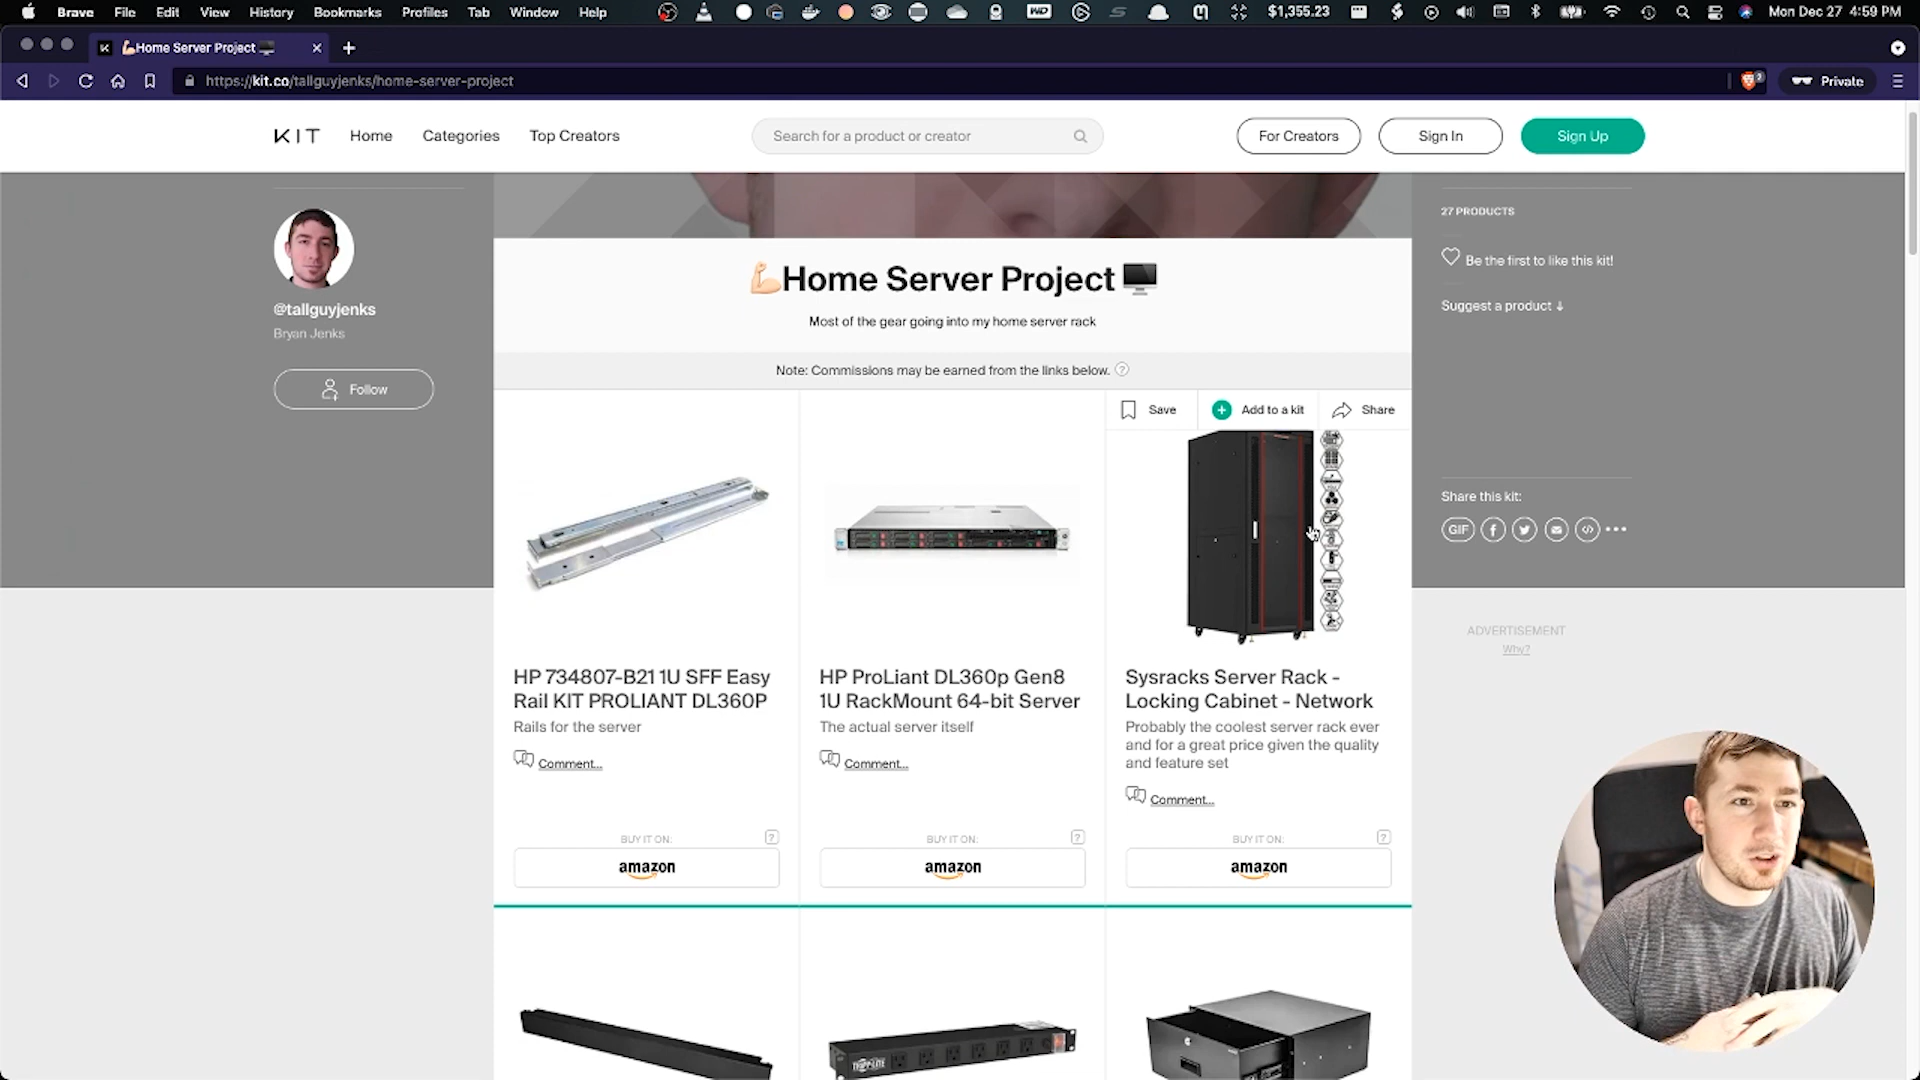 Brave File Edit View History Bookmarks Profiles Tab Window Help WD $1,355.23 Mon Dec 27 4:59 PM
K 💪🏻Home Server Project🖥️
https://kit.co/tallguyjenks/home-server-project 2 Private
KIT Home Categories Top Creators Search for a product or creator For Creators Sign In Sign Up
@tallguyjenks
Bryan Jenks
Follow
💪🏻Home Server Project🖥️
Most of the gear going into my home server rack
Note: Commissions may be earned from the links below. ?
Save Add to a kit Share
27 PRODUCTS
Be the first to like this kit!
Suggest a product ↓
Share this kit:
GIF
ADVERTISEMENT
Why?
HP 734807-B21 1U SFF Easy
Rail KIT PROLIANT DL360P
Rails for the server
Comment...
BUY IT ON: ?
amazon
HP ProLiant DL360p Gen8
1U RackMount 64-bit Server
The actual server itself
Comment...
BUY IT ON: ?
amazon
Sysracks Server Rack -
Locking Cabinet - Network
Probably the coolest server rack ever
and for a great price given the quality
and feature set
Comment...
BUY IT ON: ?
amazon
TRIPP-LITE